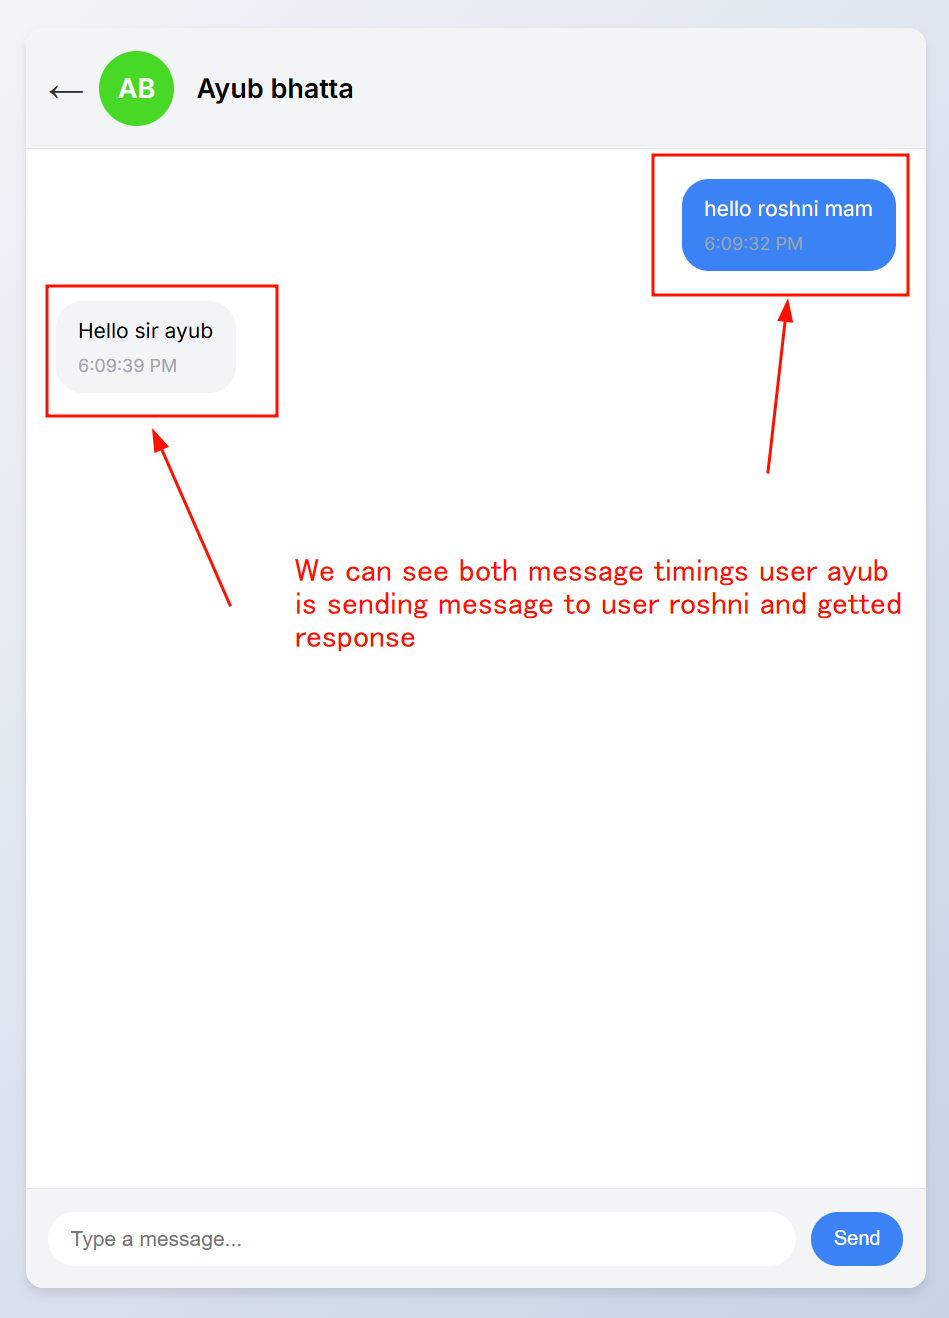 AB
Ayub bhatta
hello roshni mam
6:09:32 PM
Hello sir ayub
6:09:39 PM
We can see both message timings user ayub
is sending message to user roshni and getted
response
Type a message...
Send